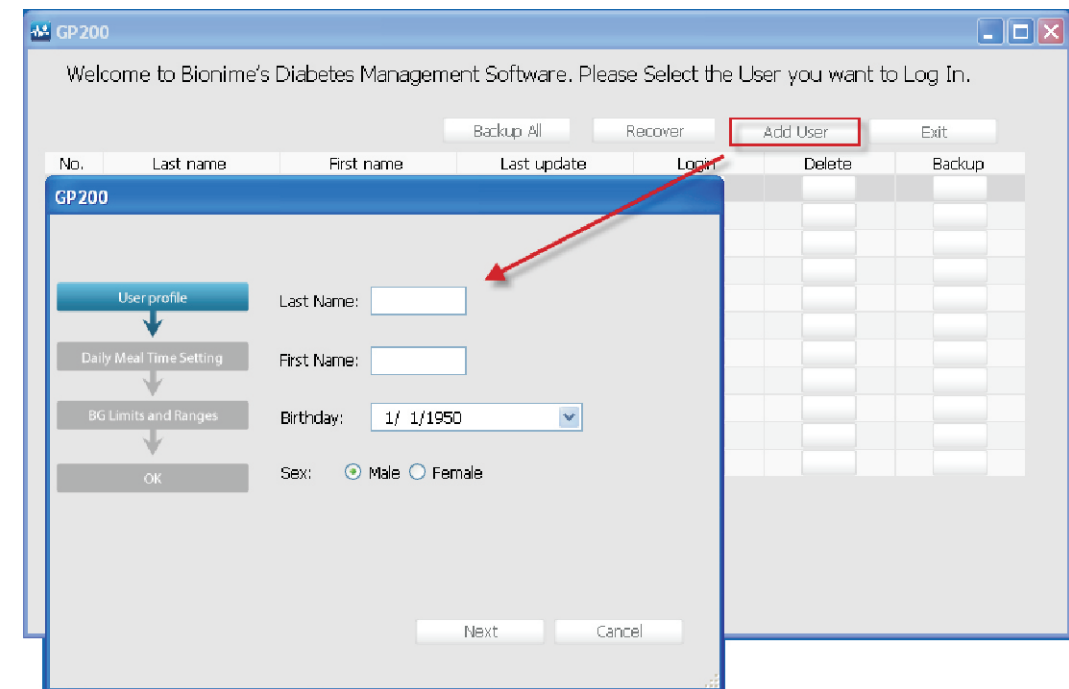 GP200
Welcome to Bionime's Diabetes Management Software. Please Select the User you want to Log In.
Backup All Recover Add User Exit
No. Last name First name Last update Login Delete Backup
GP200
User profile
Daily Meal Time Setting
BG Limits and Ranges
OK
Last Name:
First Name:
Birthday: 1/ 1/1950
Sex: Male Female
Next Cancel